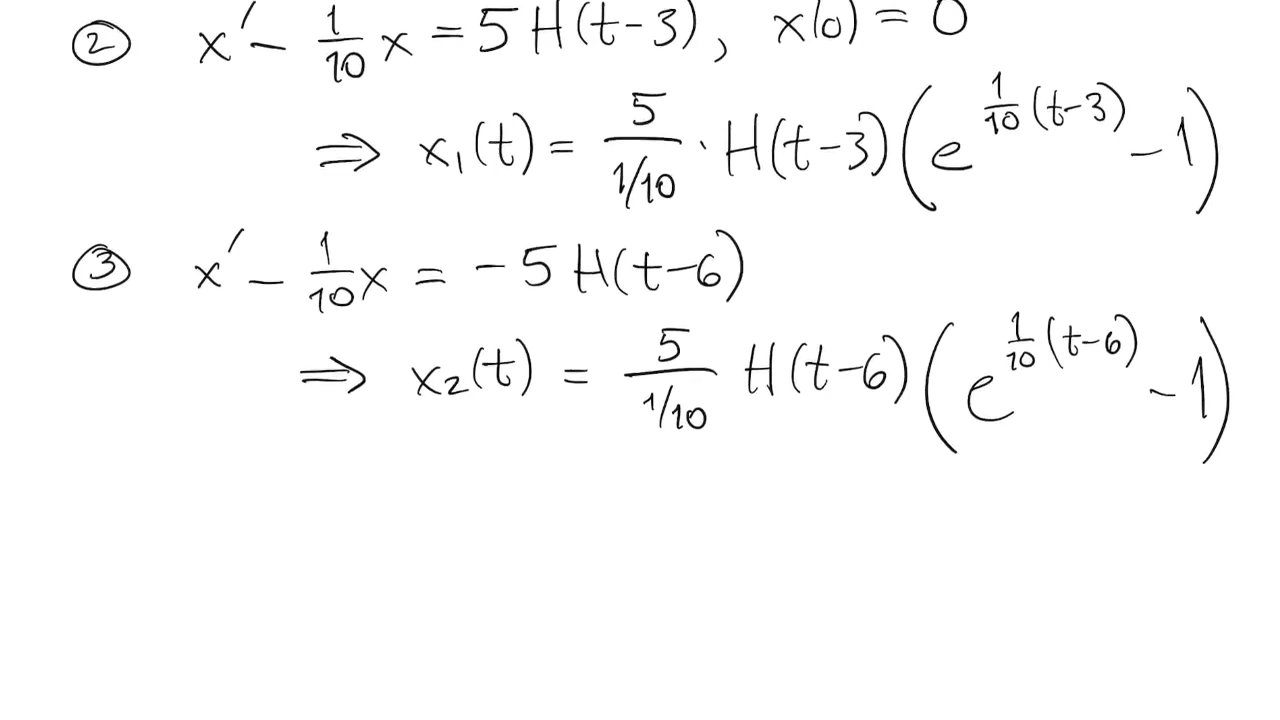 ② x' - 1/10 x = 5 H(t-3), x(0) = 0
⇒ x₁(t) = 5/(1/10) · H(t-3) (e^(1/10 (t-3)) - 1)
③ x' - 1/10 x = -5 H(t-6)
⇒ x₂(t) = 5/(1/10) H(t-6) (e^(1/10 (t-6)) - 1)